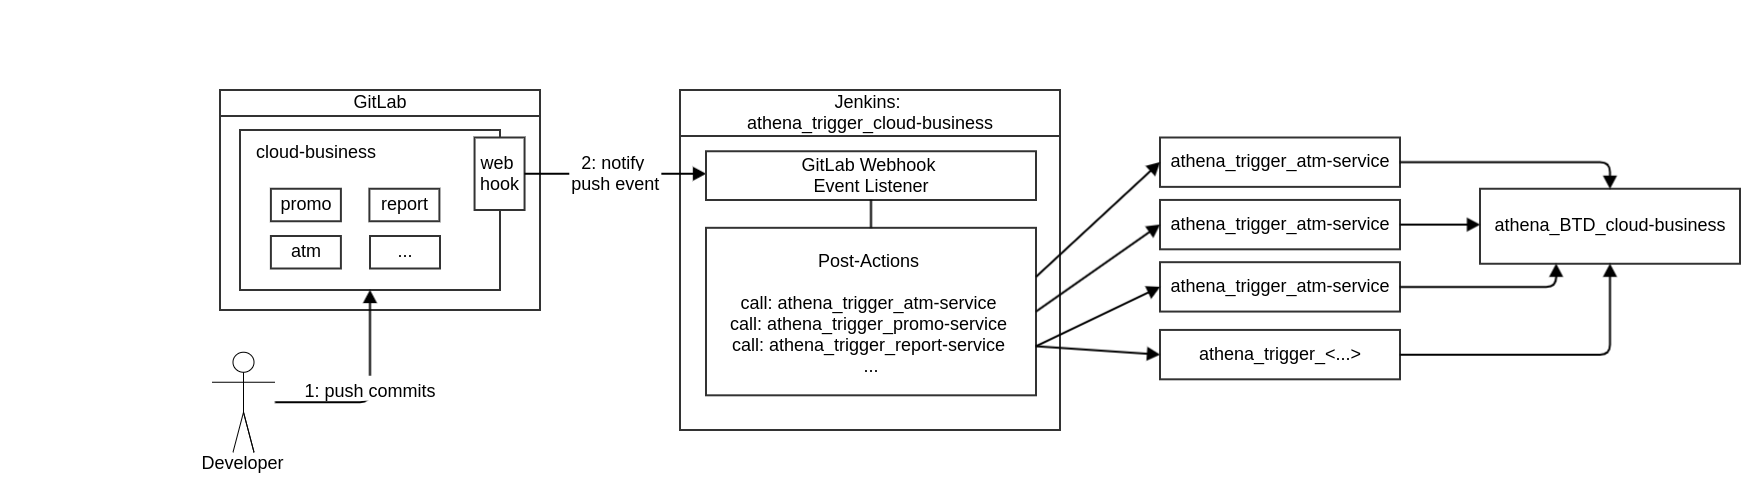 GitLab
cloud-business
web
hook
promo
report
atm
...
1: push commits
Developer
2: notify
push event
Jenkins:
athena_trigger_cloud-business
GitLab Webhook
Event Listener
Post-Actions
call: athena_trigger_atm-service
call: athena_trigger_promo-service
call: athena_trigger_report-service
...
athena_trigger_atm-service
athena_trigger_atm-service
athena_trigger_atm-service
athena_trigger_<...>
athena_BTD_cloud-business